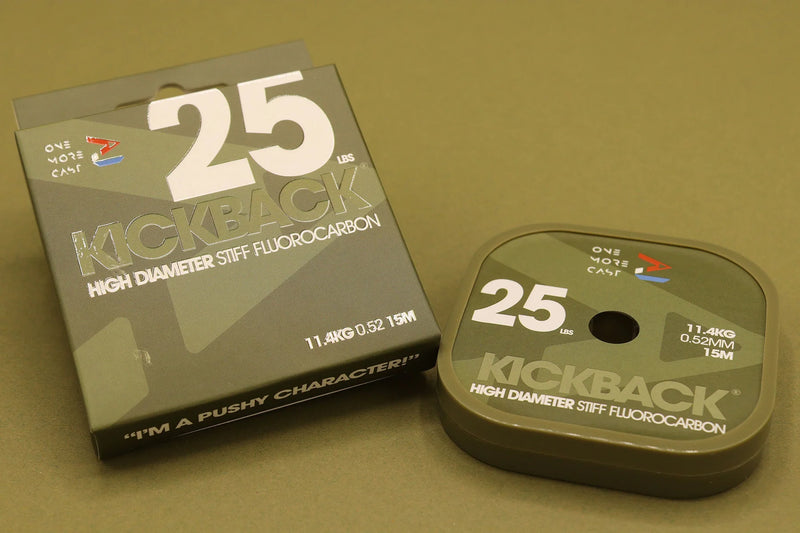 ONE
MORE
CAST
25
LBS
KICKBACK®
HIGH DIAMETER STIFF FLUOROCARBON
11.4KG 0.52 15M
“I'M A PUSHY CHARACTER!”
ONE
MORE
CAST
25
LBS
11.4KG
0.52MM
15M
KICKBACK®
HIGH DIAMETER STIFF FLUOROCARBON